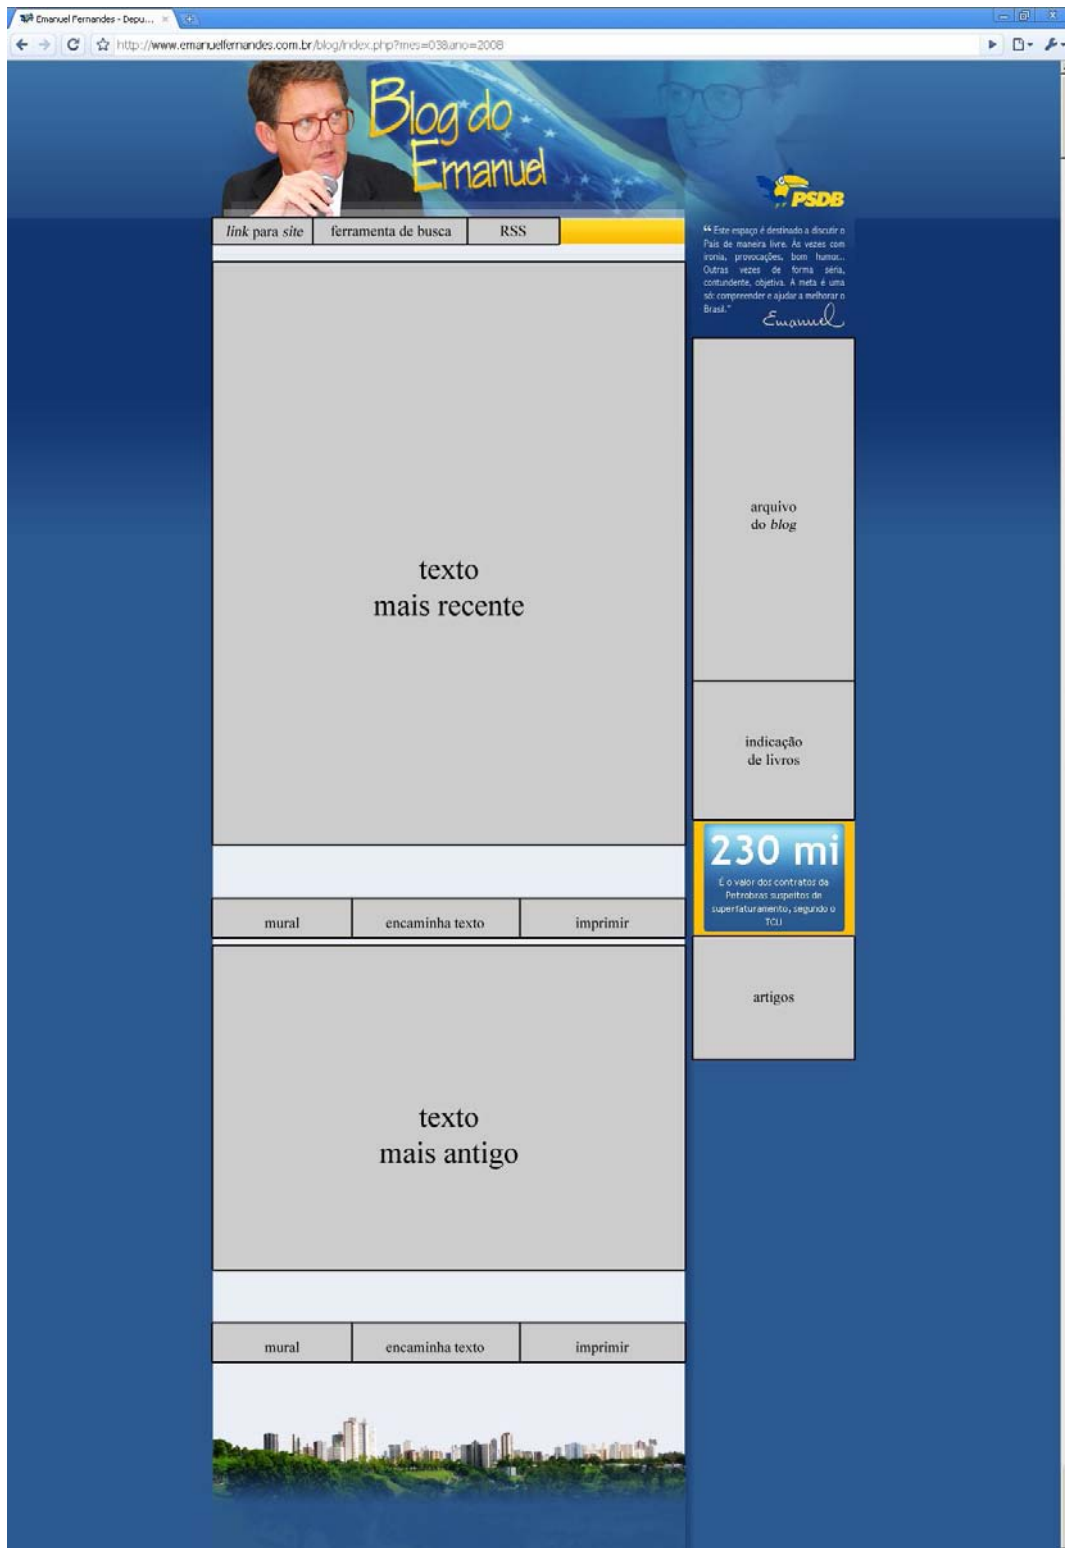 Emanuel Fernandes - Depu...
http://www.emanuelfernandes.com.br/blog/index.php?mes=03&ano=2008
Blog do
Emanuel
PSDB
link para site
ferramenta de busca
RSS
“ Este espaço é destinado a discutir o
País de maneira livre. Às vezes com
ironia, provocações, bom humor...
Outras vezes de forma séria,
contundente, objetiva. A meta é uma
só: compreender e ajudar a melhorar o
Brasil."
Emanuel
texto
mais recente
arquivo
do blog
indicação
de livros
230 mi
É o valor dos contratos da
Petrobras suspeitos de
superfaturamento, segundo o
TCU
artigos
mural
encaminha texto
imprimir
texto
mais antigo
mural
encaminha texto
imprimir